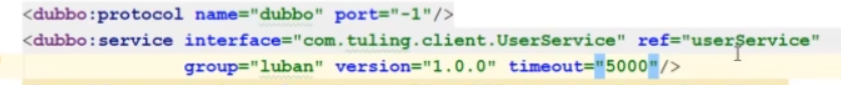 <dubbo:protocol name="dubbo" port="-1"/>
<dubbo:service interface="com.tuling.client.UserService" ref="userService"
group="luban" version="1.0.0" timeout="5000"/>